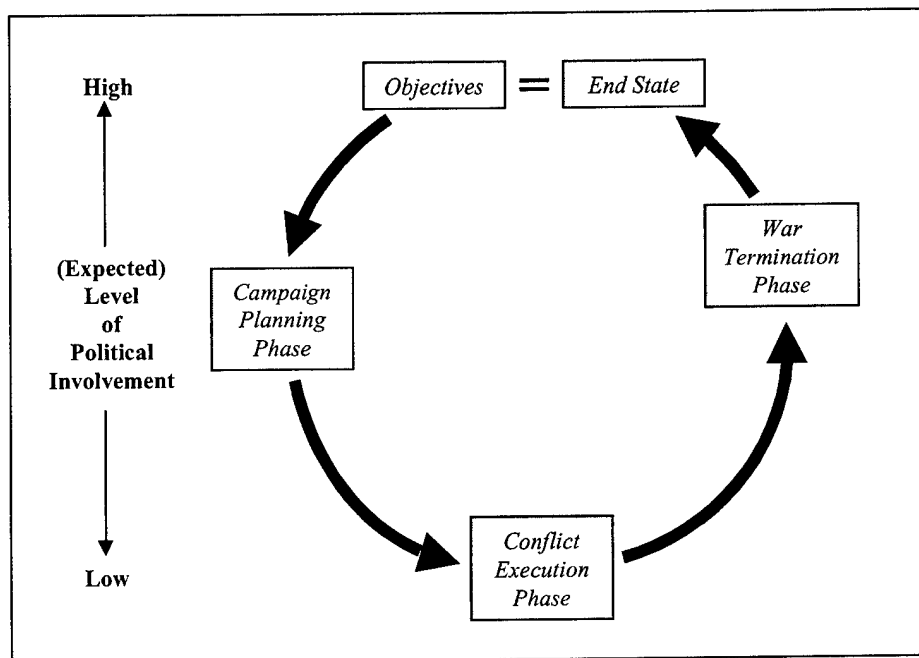 High
(Expected)
Level
of
Political
Involvement
Low
Objectives
=
End State
Campaign
Planning
Phase
Conflict
Execution
Phase
War
Termination
Phase